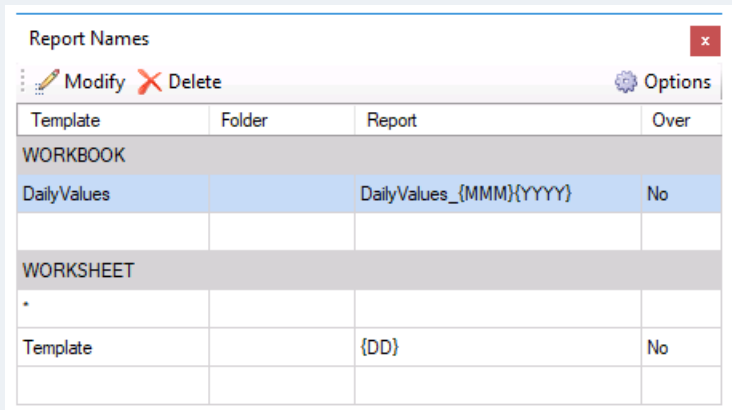 Report Names
x
Modify Delete Options
Template Folder Report Over
WORKBOOK
DailyValues DailyValues_{MMM}{YYYY} No
WORKSHEET
*
Template {DD} No